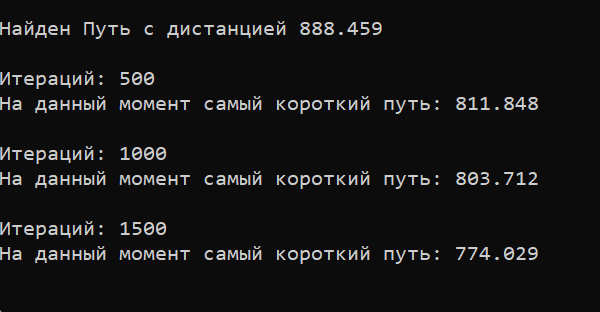 Найден Путь с дистанцией 888.459
Итераций: 500
На данный момент самый короткий путь: 811.848
Итераций: 1000
На данный момент самый короткий путь: 803.712
Итераций: 1500
На данный момент самый короткий путь: 774.029